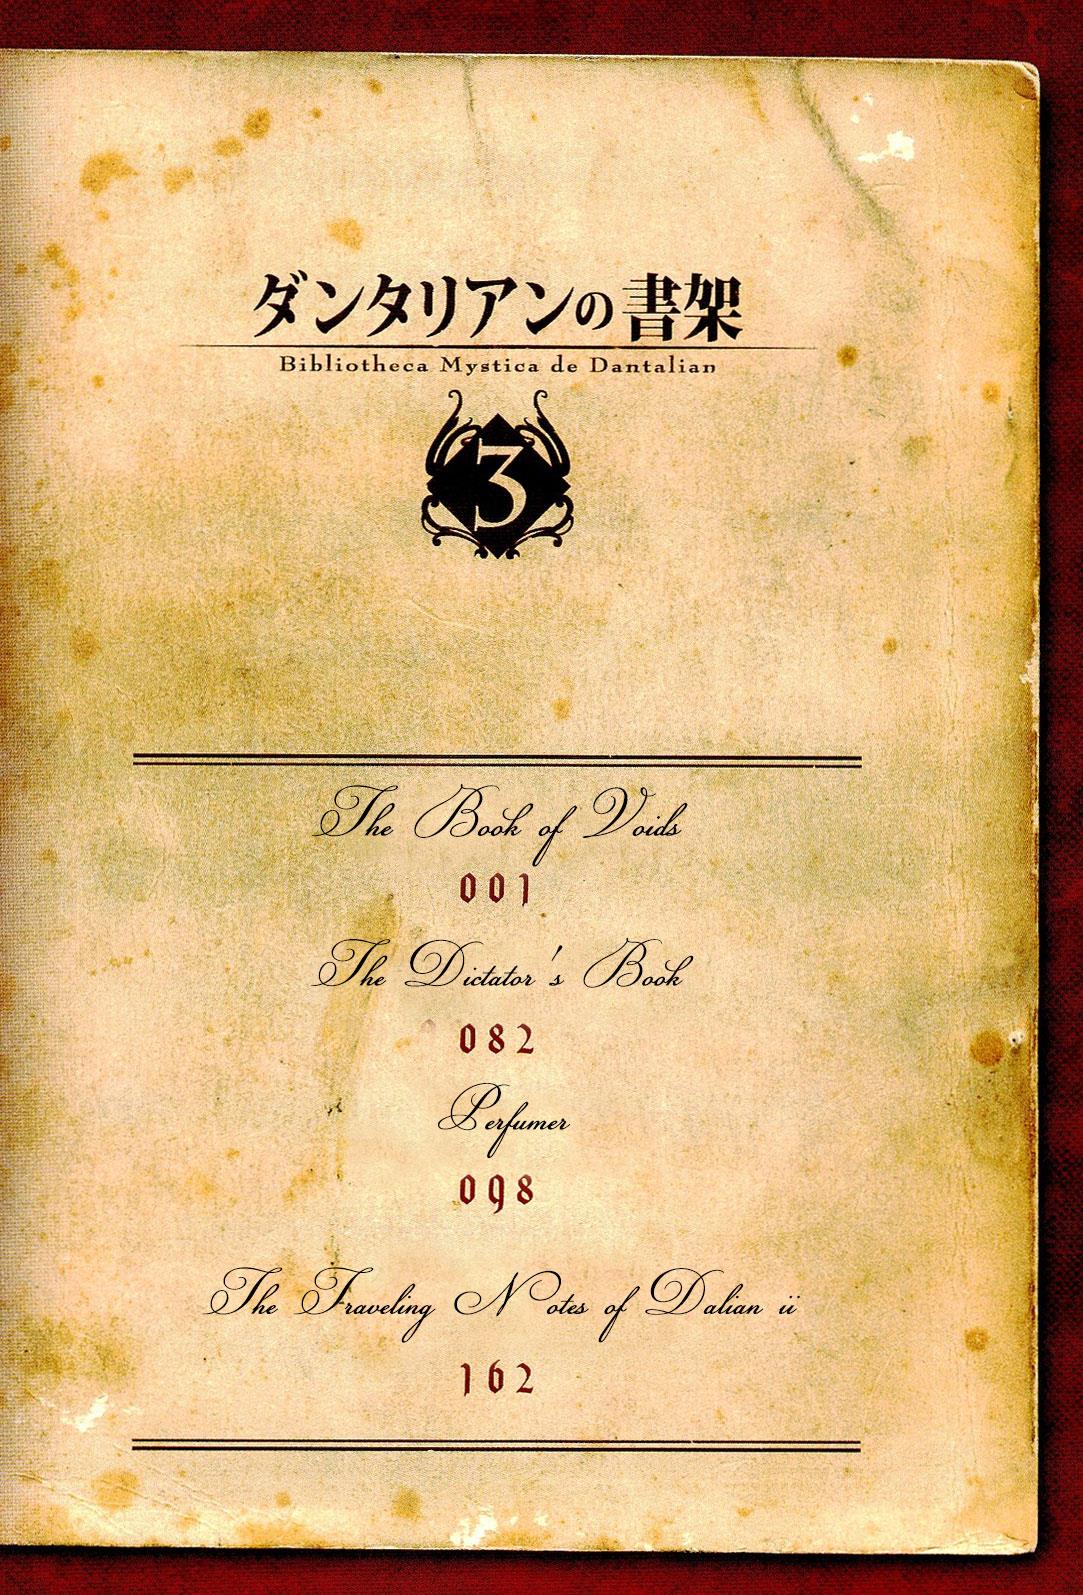 ダンタリアンの書架
Bibliotheca Mystica de Dantalian
3
The Book of Voids
001
The Dictator's Book
082
Perfumer
098
The Traveling Notes of Dalian ii
162